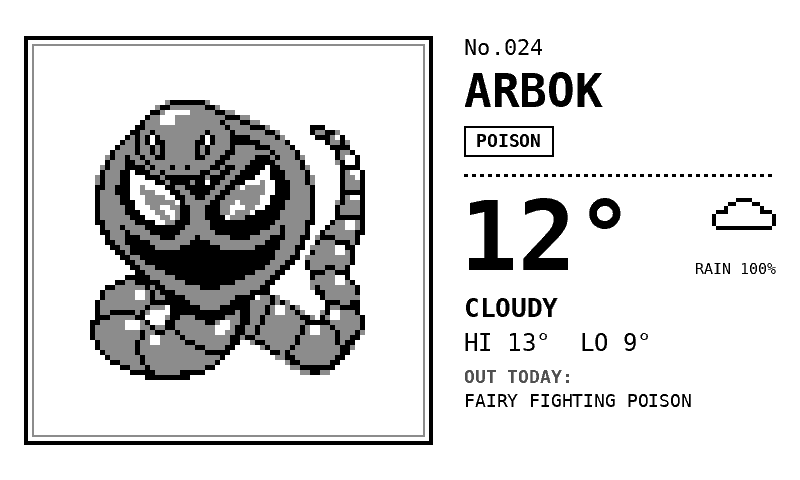 No.024
ARBOK
POISON
12°
RAIN 100%
CLOUDY
HI 13° LO 9°
OUT TODAY:
FAIRY FIGHTING POISON